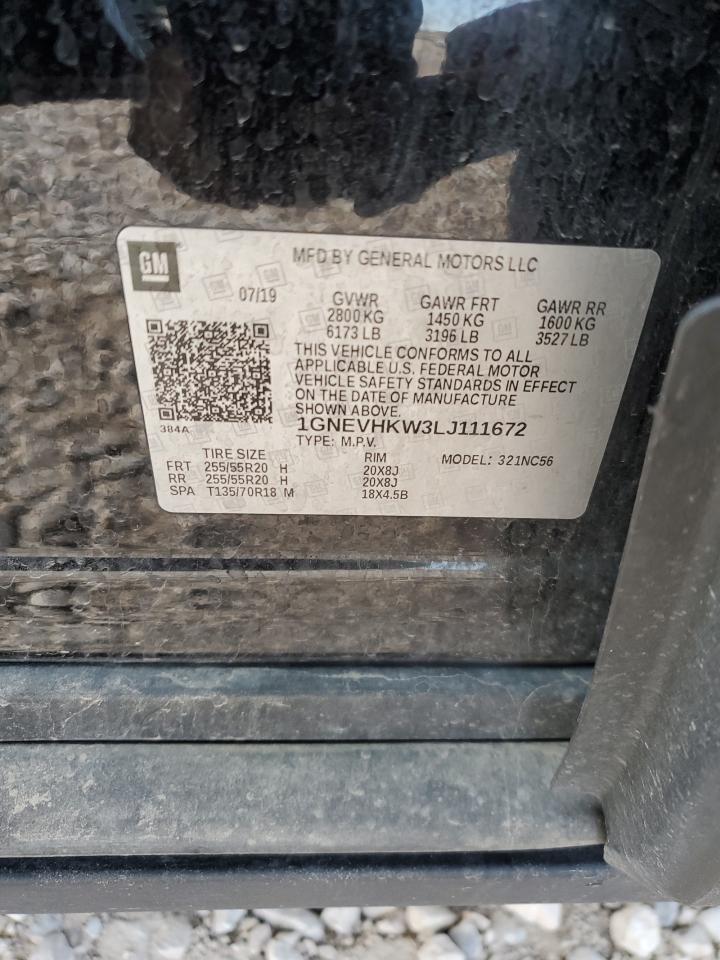 GM
MFD BY GENERAL MOTORS LLC
07/19 GVWR GAWR FRT GAWR RR
2800 KG 1450 KG 1600 KG
6173 LB 3196 LB 3527 LB
THIS VEHICLE CONFORMS TO ALL
APPLICABLE U.S. FEDERAL MOTOR
VEHICLE SAFETY STANDARDS IN EFFECT
ON THE DATE OF MANUFACTURE
SHOWN ABOVE.
384A
1GNEVHKW3LJ111672
TYPE: M.P.V.
TIRE SIZE RIM MODEL: 321NC56
FRT 255/55R20 H 20X8J
RR 255/55R20 H 20X8J
SPA T135/70R18 M 18X4.5B